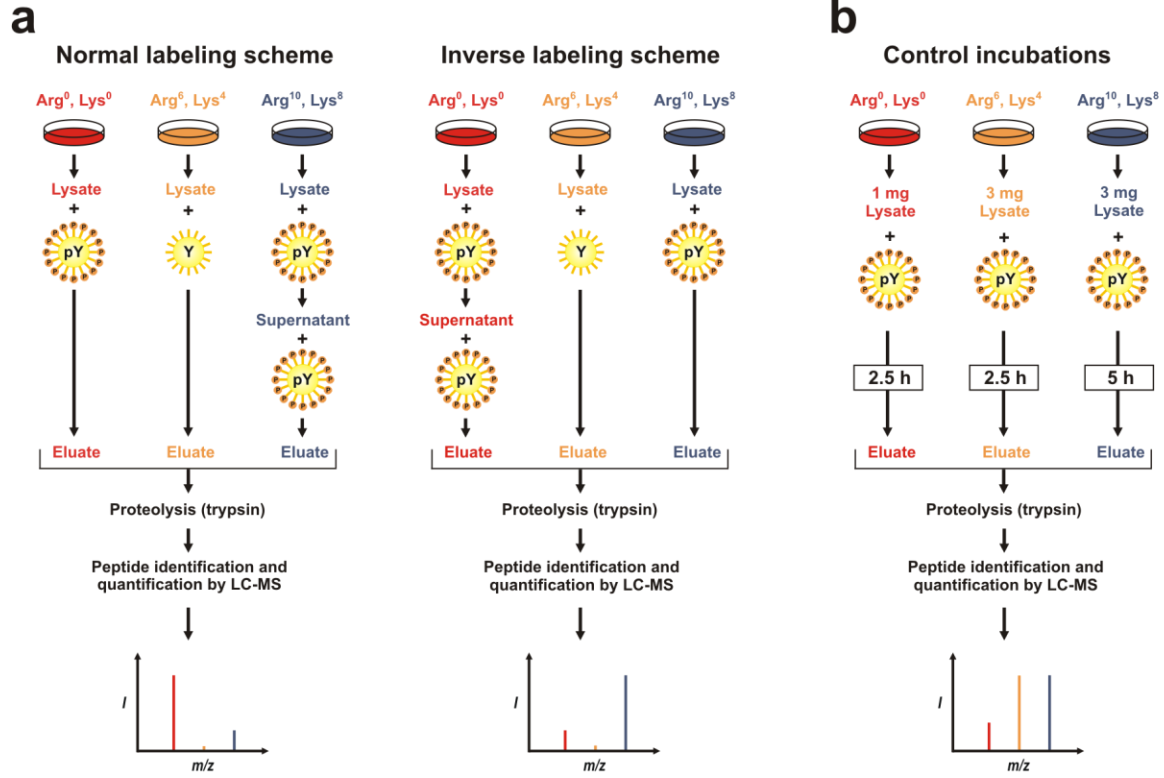 a
Normal labeling scheme
Arg⁰, Lys⁰
Arg⁶, Lys⁴
Arg¹⁰, Lys⁸
Lysate
Lysate
Lysate
+
+
+
pY
Y
pY
Supernatant
+
pY
Eluate
Eluate
Eluate
Proteolysis (trypsin)
Peptide identification and
quantification by LC-MS
I
m/z
Inverse labeling scheme
Arg⁰, Lys⁰
Arg⁶, Lys⁴
Arg¹⁰, Lys⁸
Lysate
Lysate
Lysate
+
+
+
pY
Y
pY
Supernatant
+
pY
Eluate
Eluate
Eluate
Proteolysis (trypsin)
Peptide identification and
quantification by LC-MS
I
m/z
b
Control incubations
Arg⁰, Lys⁰
Arg⁶, Lys⁴
Arg¹⁰, Lys⁸
1 mg
Lysate
3 mg
Lysate
3 mg
Lysate
+
+
+
pY
pY
pY
2.5 h
2.5 h
5 h
Eluate
Eluate
Eluate
Proteolysis (trypsin)
Peptide identification and
quantification by LC-MS
I
m/z